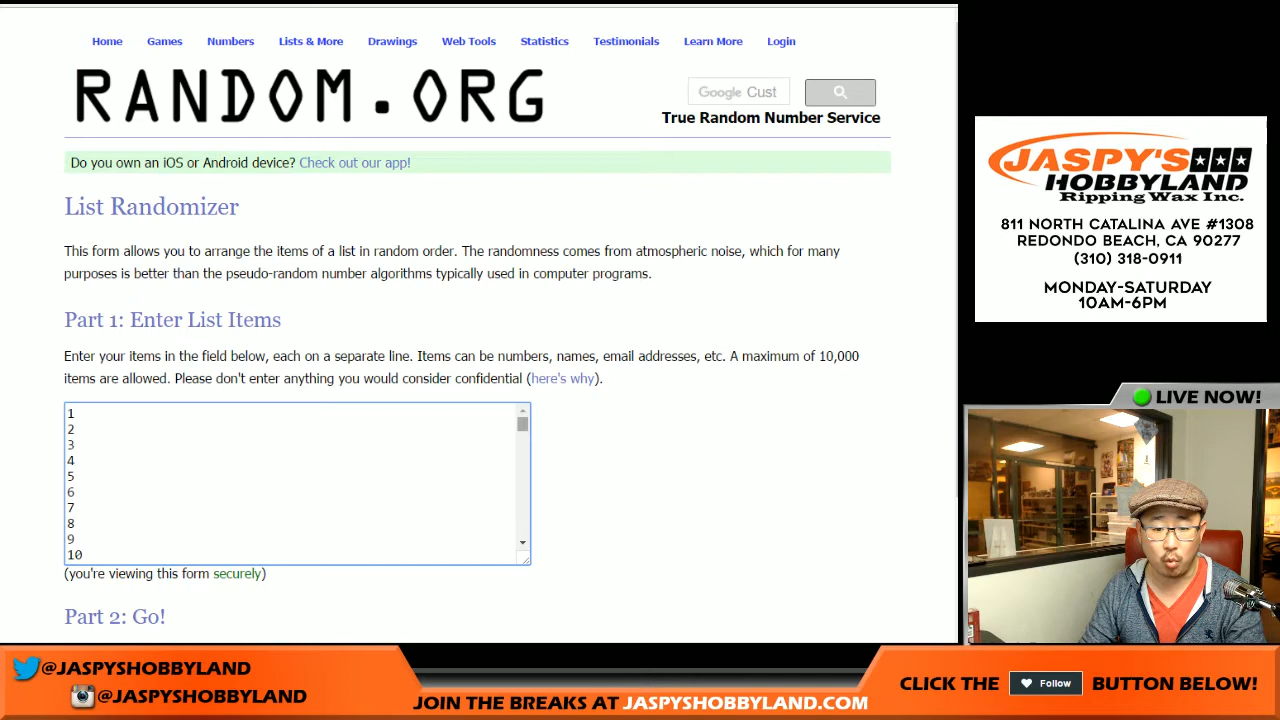 Home Games Numbers Lists & More Drawings Web Tools Statistics Testimonials Learn More Login
RANDOM.ORG
Google Cust
True Random Number Service
Do you own an iOS or Android device? Check out our app!
List Randomizer
This form allows you to arrange the items of a list in random order. The randomness comes from atmospheric noise, which for many
purposes is better than the pseudo-random number algorithms typically used in computer programs.
Part 1: Enter List Items
Enter your items in the field below, each on a separate line. Items can be numbers, names, email addresses, etc. A maximum of 10,000
items are allowed. Please don't enter anything you would consider confidential (here's why).
1
2
3
4
5
6
7
8
9
10
(you're viewing this form securely)
Part 2: Go!
JASPY'S
HOBBYLAND
Ripping Wax Inc.
811 NORTH CATALINA AVE #1308
REDONDO BEACH, CA 90277
(310) 318-0911
MONDAY-SATURDAY
10AM-6PM
LIVE NOW!
@JASPYSHOBBYLAND
@JASPYSHOBBYLAND
JOIN THE BREAKS AT JASPYSHOBBYLAND.COM
CLICK THE Follow BUTTON BELOW!